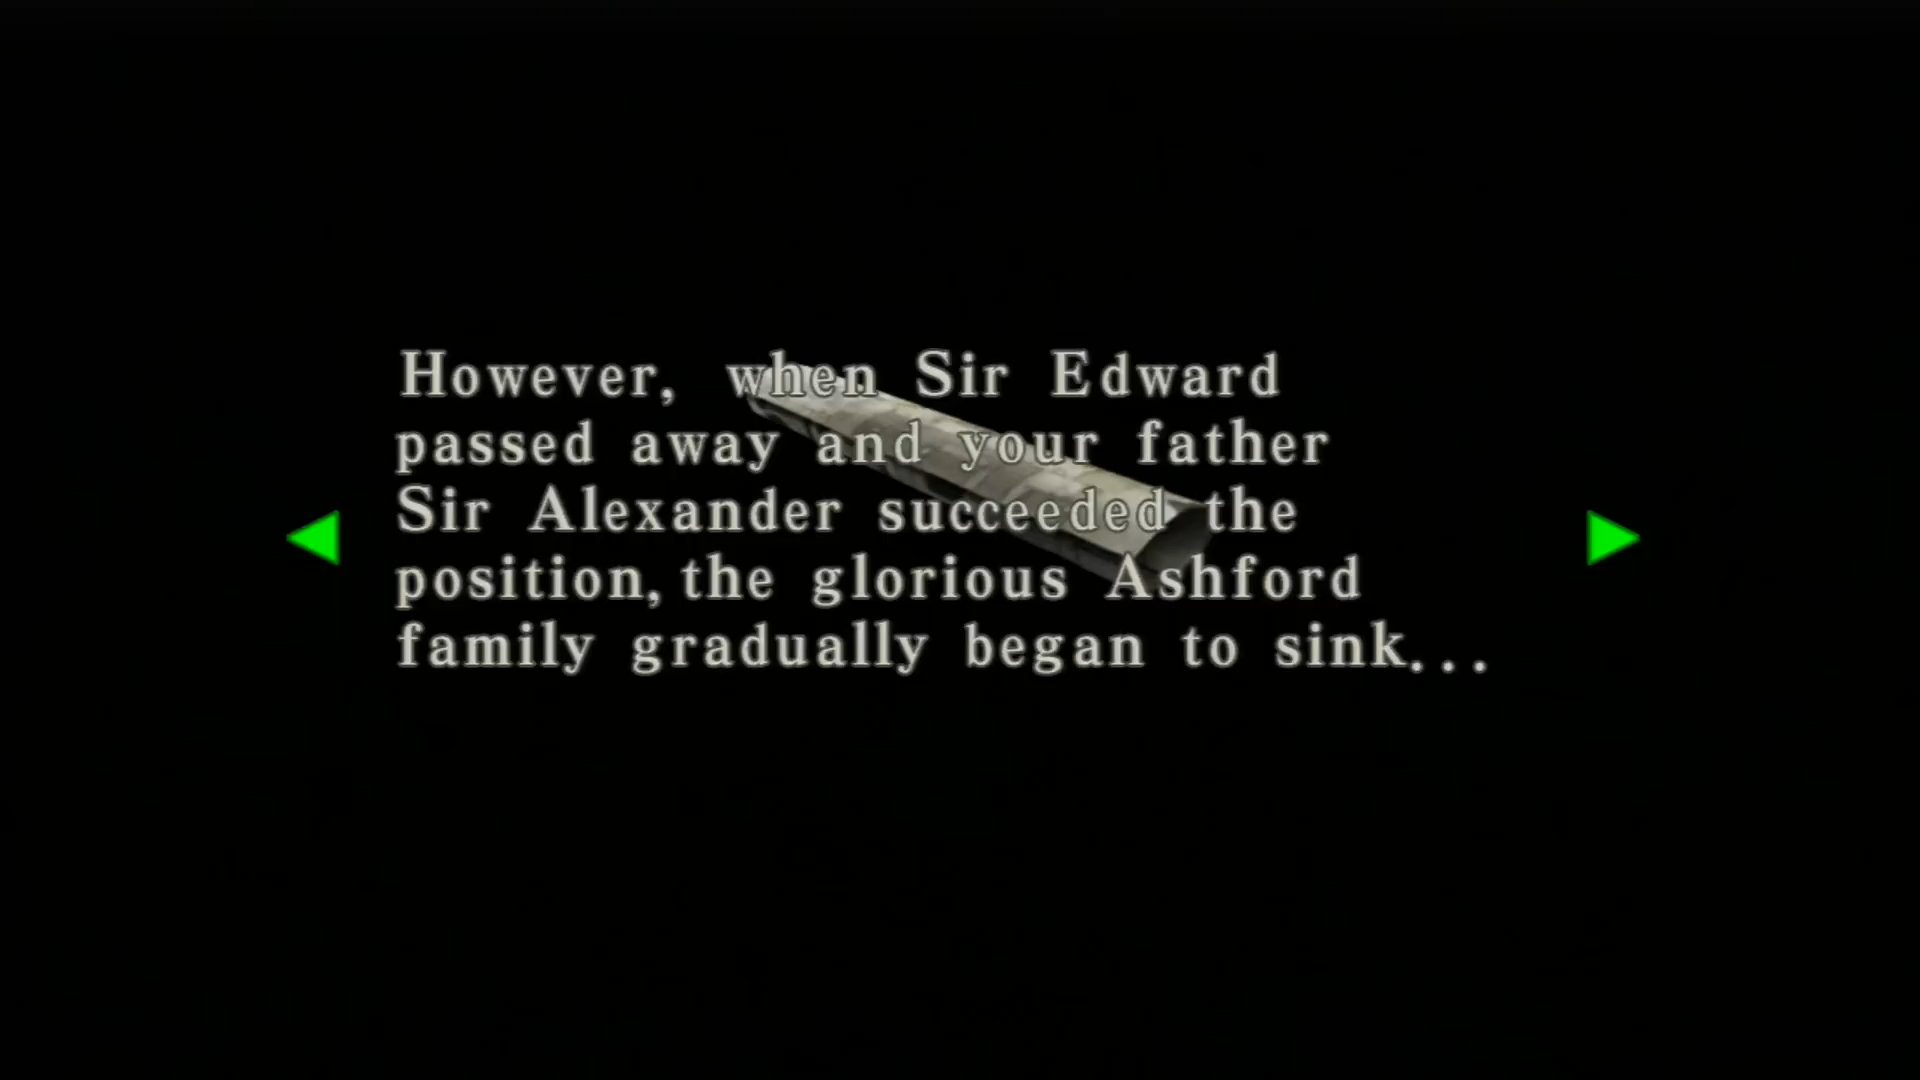 However, when Sir Edward
passed away and your father
Sir Alexander succeeded the
position, the glorious Ashford
family gradually began to sink...